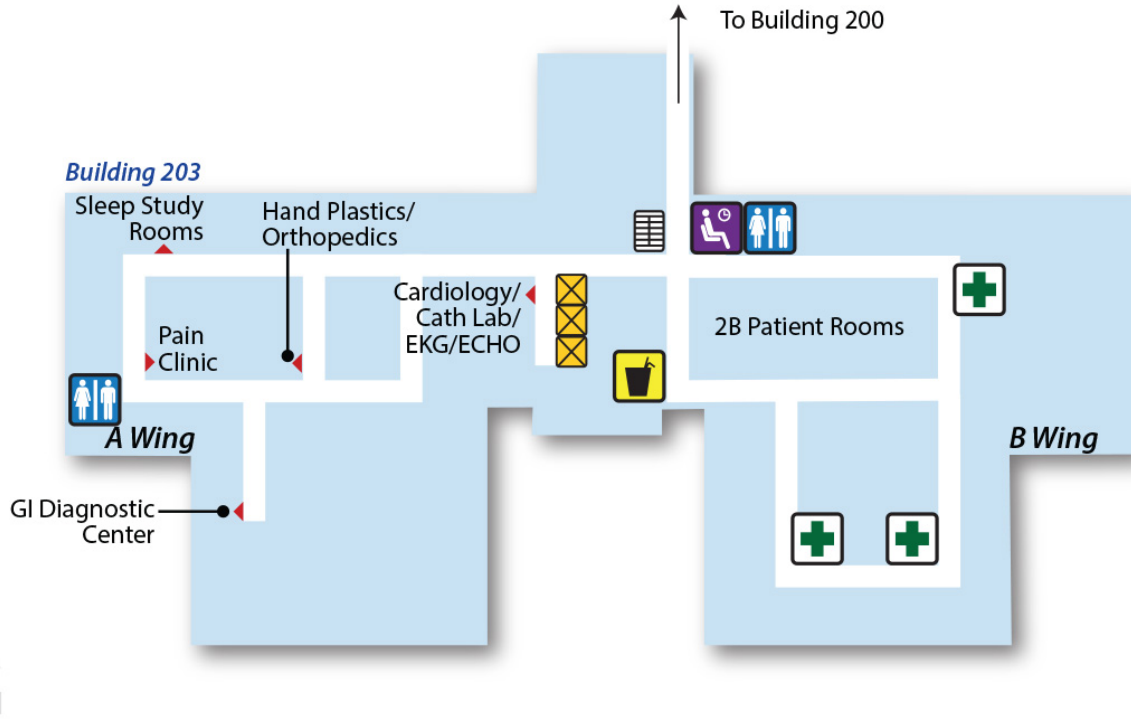 To Building 200
Building 203
Sleep Study
Rooms
Hand Plastics/
Orthopedics
Cardiology/
Cath Lab/
EKG/ECHO
2B Patient Rooms
Pain
Clinic
A Wing
B Wing
GI Diagnostic
Center